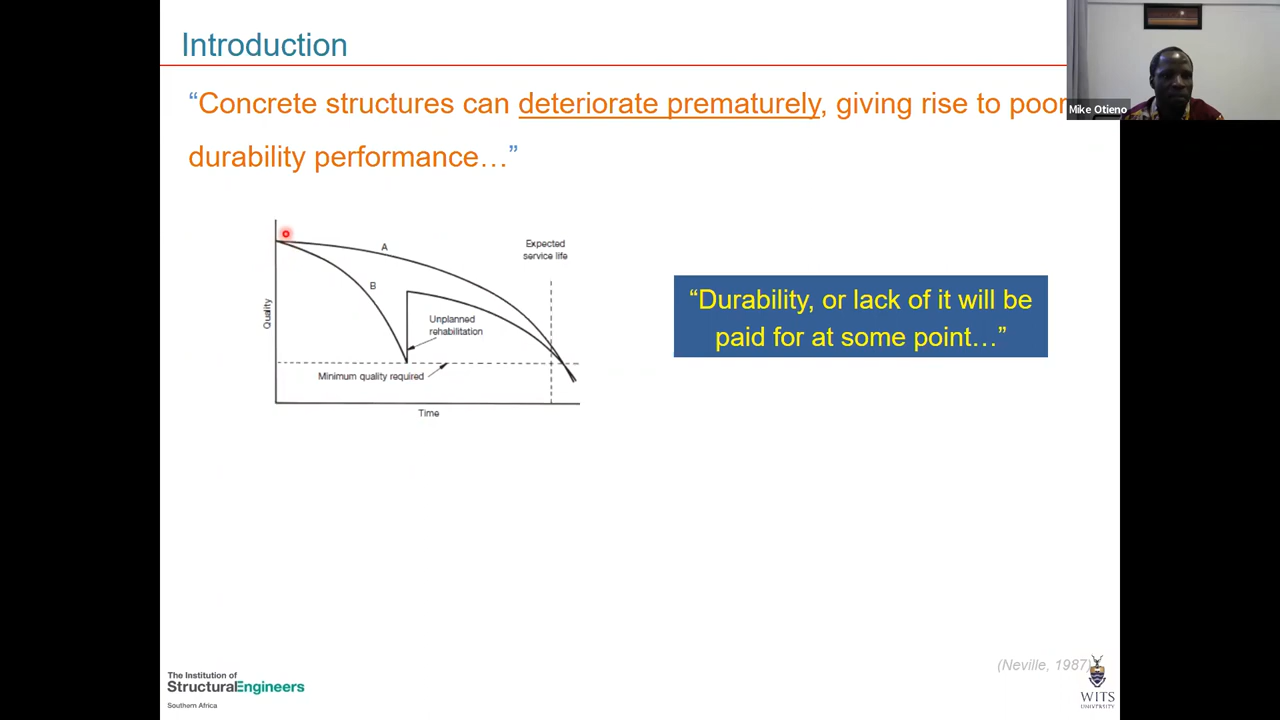 Introduction
“Concrete structures can deteriorate prematurely, giving rise to poor
durability performance…”
Mike Otieno
A
B
Expected
service life
Quality
Unplanned
rehabilitation
Minimum quality required
Time
“Durability, or lack of it will be
paid for at some point…”
(Neville, 1987)
The Institution of
StructuralEngineers
Southern Africa
WITS
UNIVERSITY